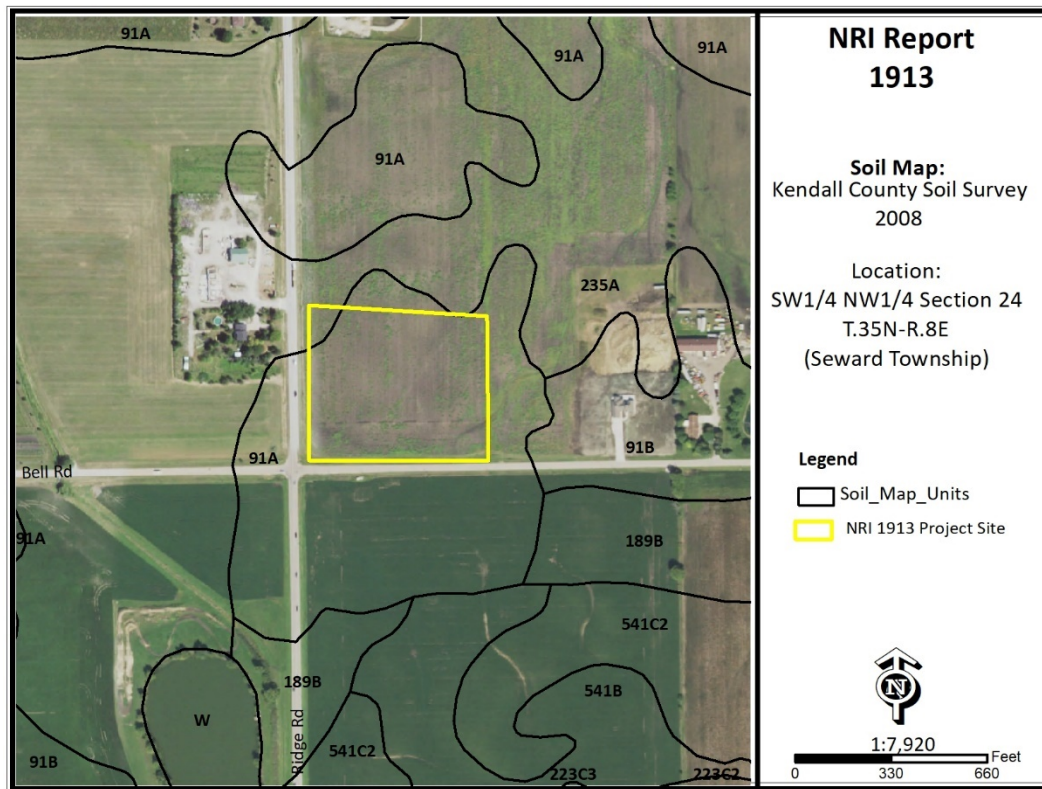 91A
91A
91A
91A
235A
91B
91A
Bell Rd
91A
189B
541C2
541B
189B
W
Ridge Rd
541C2
91B
223C3
223C2
NRI Report
1913
Soil Map:
Kendall County Soil Survey
2008
Location:
SW1/4 NW1/4 Section 24
T.35N-R.8E
(Seward Township)
Legend
Soil_Map_Units
NRI 1913 Project Site
N
1:7,920
Feet
0 330 660